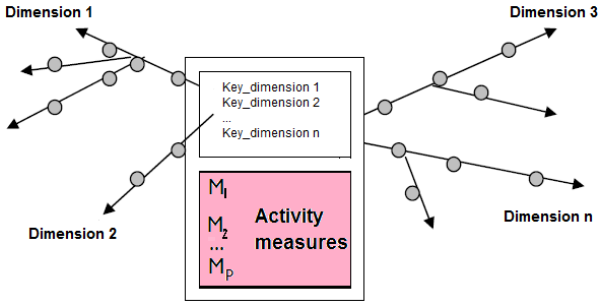 Dimension 1
Dimension 3
Key_dimension 1
Key_dimension 2
...
Key_dimension n
M1
M2
...
Mp
Activity
measures
Dimension 2
Dimension n